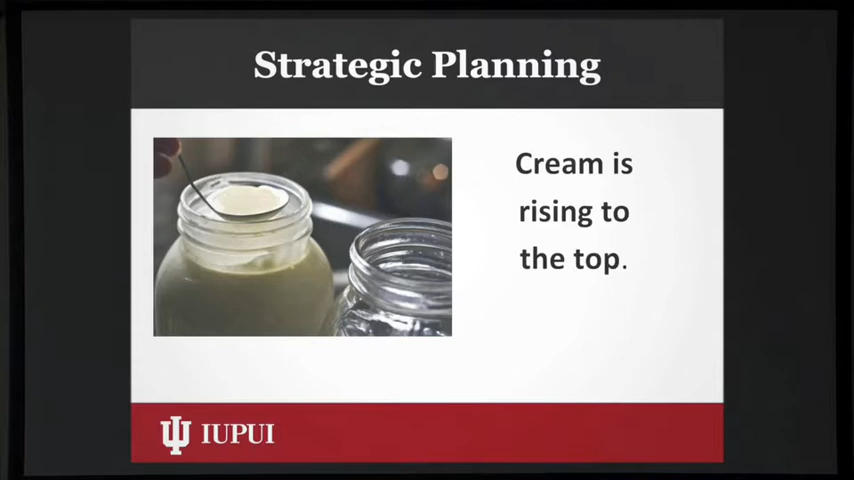 Strategic Planning
Cream is
rising to
the top.
IUPUI